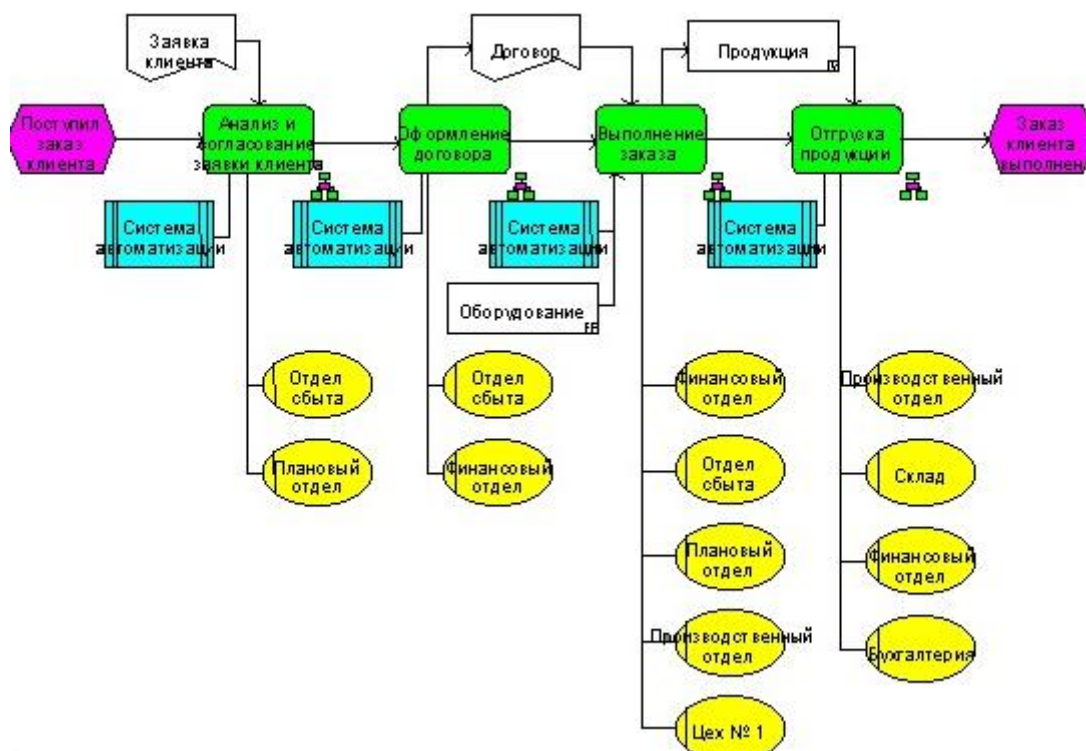 Заявка
клиента
Договор
Продукция
Поступил
заказ
клиента
Анализ и
согласование
заявки клиента
Оформление
договора
Выполнение
заказа
Отгрузка
продукции
Заказ
клиента
выполнен
Система
автоматизации
Система
автоматизации
Система
автоматизации
Система
автоматизации
Оборудование
Отдел
сбыта
Отдел
сбыта
Финансовый
отдел
Производственный
отдел
Плановый
отдел
Финансовый
отдел
Отдел
сбыта
Склад
Плановый
отдел
Финансовый
отдел
Производственный
отдел
Бухгалтерия
Цех № 1